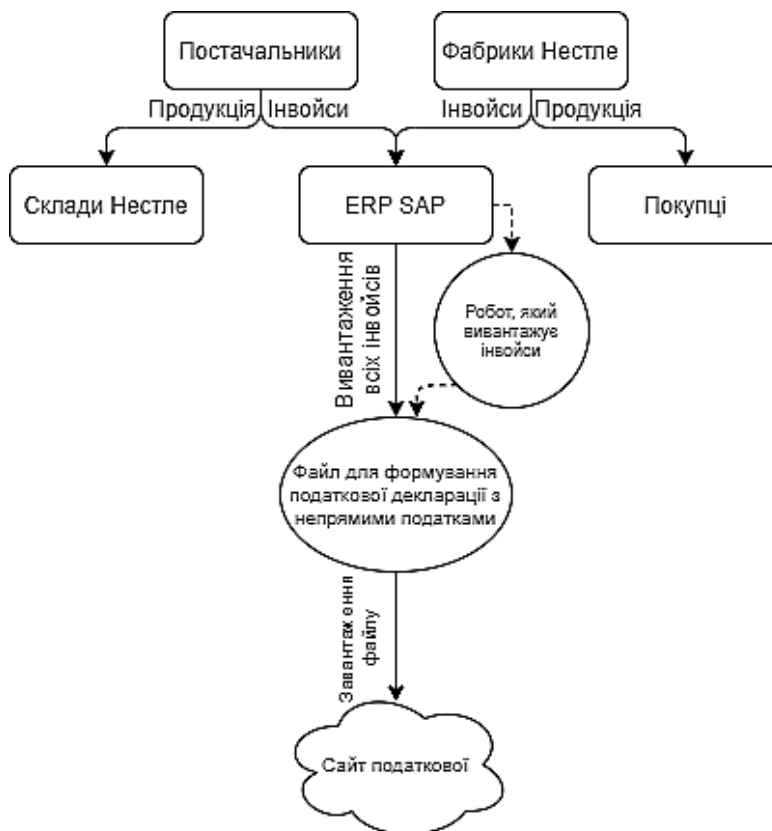 Постачальники
Фабрики Нестле
Продукція
Інвойси
Інвойси
Продукція
Склади Нестле
ERP SAP
Покупці
Вивантаження
всіх інвойсів
Робот, який
вивантажує
інвойси
Файл для формування
податкової декларації з
непрямими податками
Завантаження
файлу
Сайт податкової